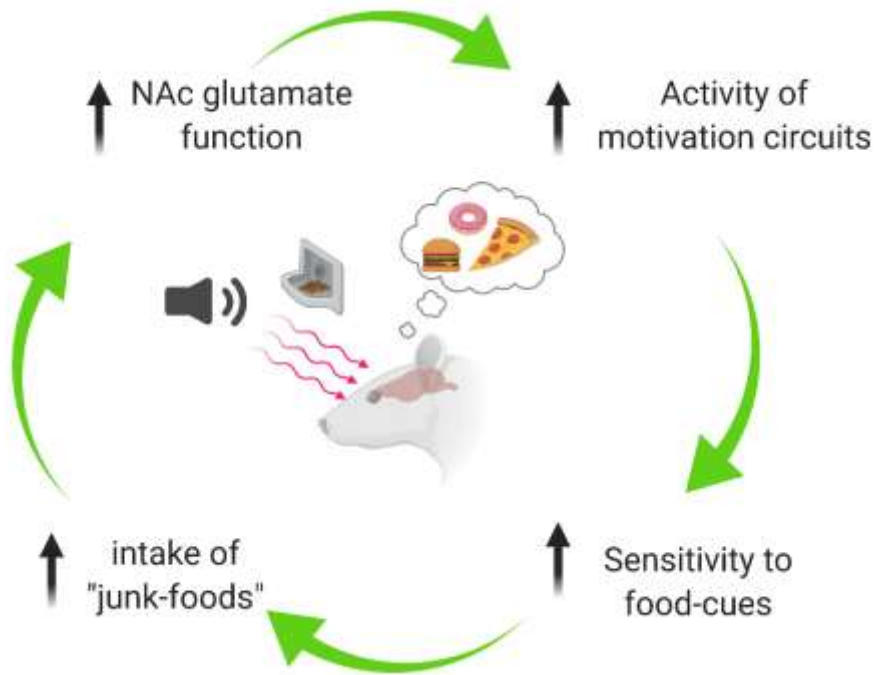 NAc glutamate
function
Activity of
motivation circuits
Sensitivity to
food-cues
intake of
"junk-foods"